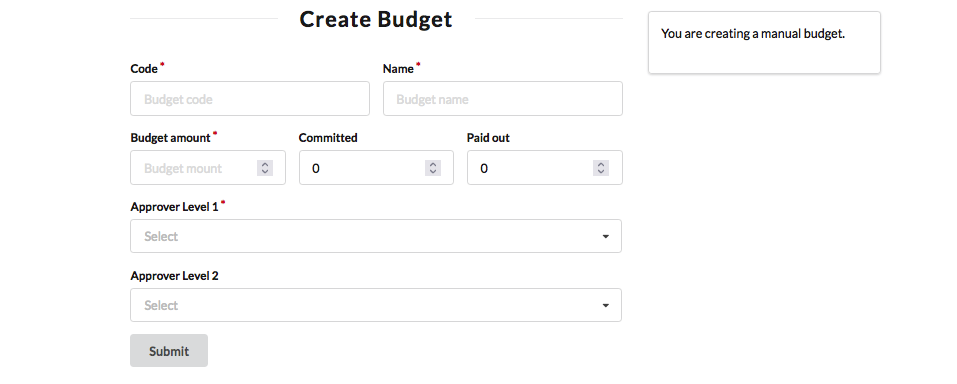 Create Budget
You are creating a manual budget.
Code * Name *
Budget code Budget name
Budget amount * Committed Paid out
Budget mount 0 0
Approver Level 1 *
Select
Approver Level 2
Select
Submit